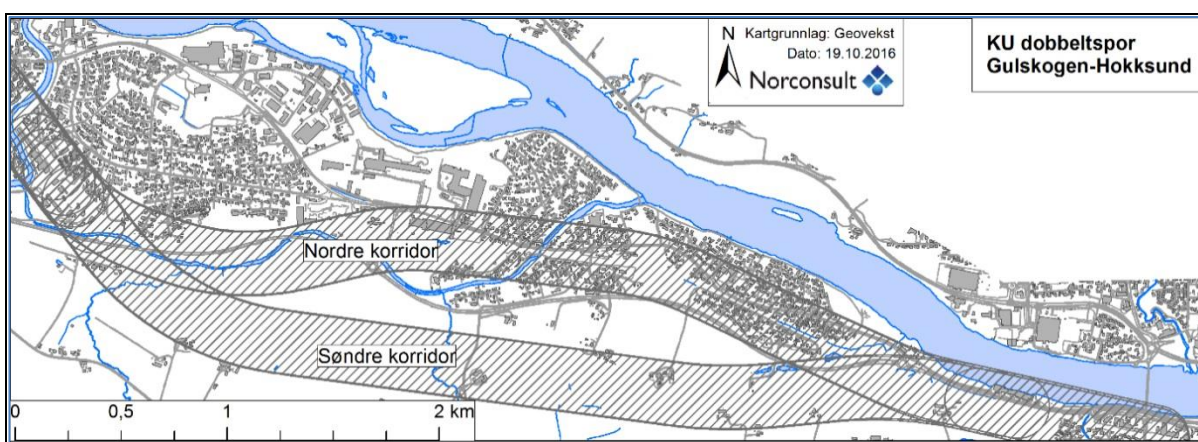 N Kartgrunnlag: Geovekst
Dato: 19.10.2016
Norconsult
KU dobbeltspor
Gulskogen-Hokksund
Nordre korridor
Søndre korridor
0 0,5 1 2 km